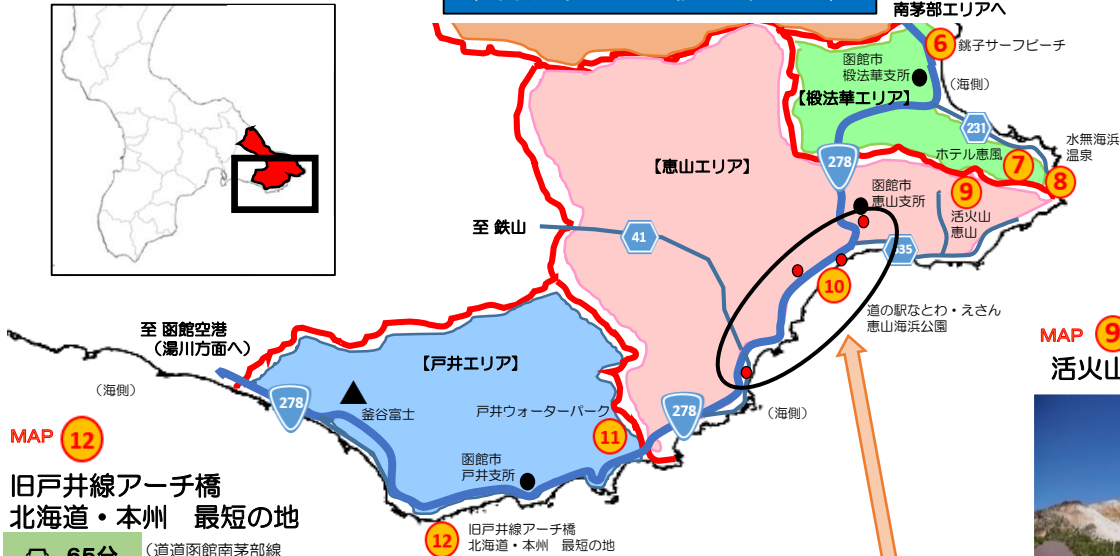 南茅部エリアへ
6
銚子サーフビーチ
函館市
椴法華支所
（海側）
【椴法華エリア】
231
水無海浜
温泉
ホテル恵風
7
8
278
【恵山エリア】
函館市
恵山支所
9
活火山
恵山
至 鉄山
41
10
道の駅なとわ・えさん
恵山海浜公園
MAP 9
活火山
至 函館空港
（湯川方面へ）
（海側）
【戸井エリア】
278
釜谷富士
戸井ウォーターパーク
11
278
（海側）
函館市
戸井支所
MAP 12
旧戸井線アーチ橋
北海道・本州　最短の地
12
旧戸井線アーチ橋
北海道・本州　最短の地
65分
（道道函館南茅部線